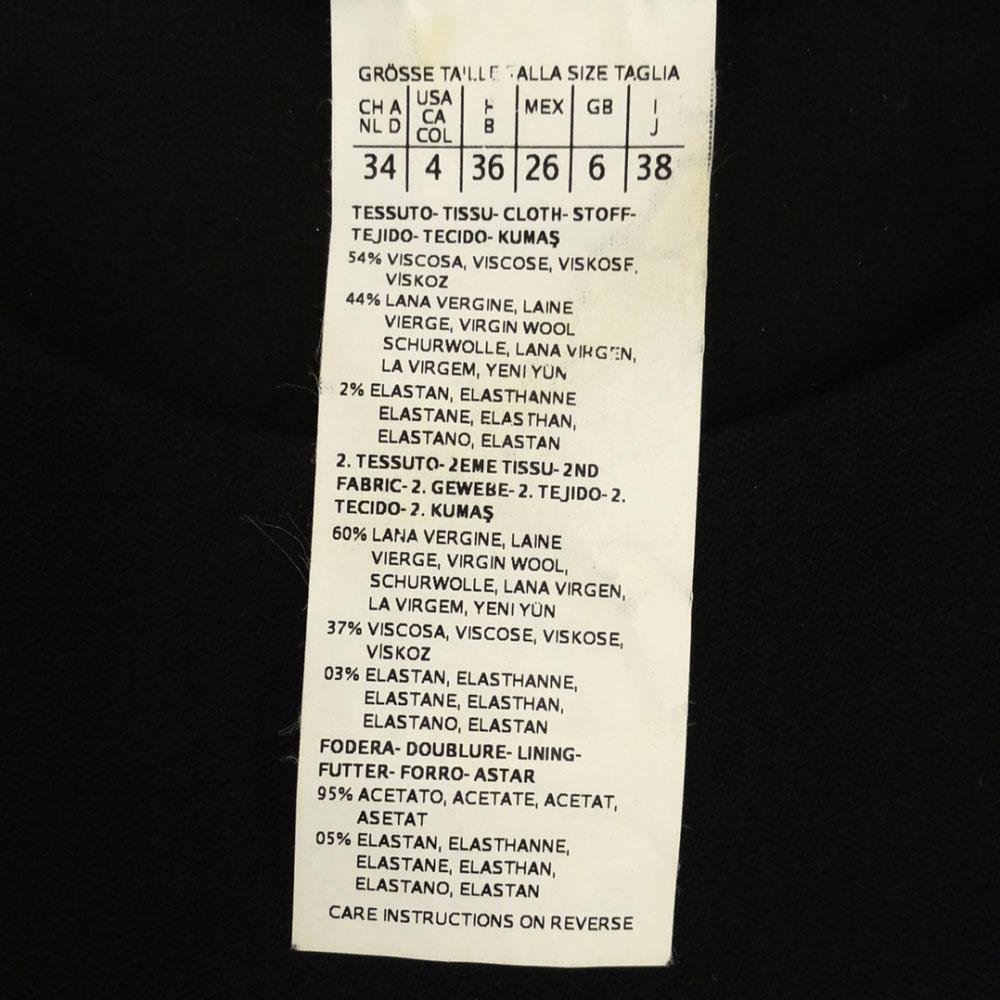 GRÖSSE TAILLE TALLA SIZE TAGLIA
CH A NL D | USA CA COL | F B | MEX | GB | I J
34 | 4 | 36 | 26 | 6 | 38
TESSUTO- TISSU- CLOTH- STOFF-
TEJIDO- TECIDO- KUMAŞ
54% VISCOSA, VISCOSE, VISKOSE,
VİSKOZ
44% LANA VERGINE, LAINE
VIERGE, VIRGIN WOOL
SCHURWOLLE, LANA VIRGEN,
LA VIRGEM, YENI YÜN
2% ELASTAN, ELASTHANNE
ELASTANE, ELASTHAN,
ELASTANO, ELASTAN
2. TESSUTO- 2EME TISSU- 2ND
FABRIC- 2. GEWEBE- 2. TEJIDO- 2.
TECIDO- 2. KUMAŞ
60% LANA VERGINE, LAINE
VIERGE, VIRGIN WOOL,
SCHURWOLLE, LANA VIRGEN,
LA VIRGEM, YENI YÜN
37% VISCOSA, VISCOSE, VISKOSE,
VİSKOZ
03% ELASTAN, ELASTHANNE,
ELASTANE, ELASTHAN,
ELASTANO, ELASTAN
FODERA- DOUBLURE- LINING-
FUTTER- FORRO- ASTAR
95% ACETATO, ACETATE, ACETAT,
ASETAT
05% ELASTAN, ELASTHANNE,
ELASTANE, ELASTHAN,
ELASTANO, ELASTAN
CARE INSTRUCTIONS ON REVERSE